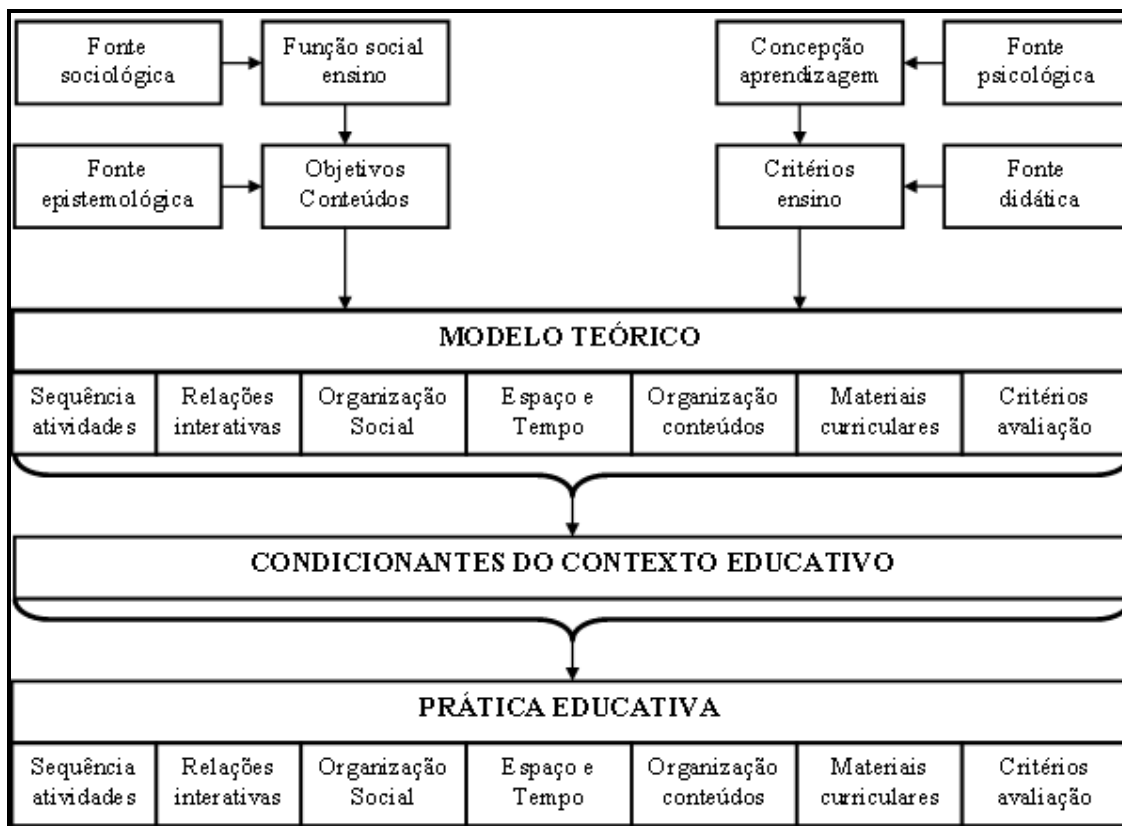 Fonte
sociológica
Função social
ensino
Concepção
aprendizagem
Fonte
psicológica
Fonte
epistemológica
Objetivos
Conteúdos
Critérios
ensino
Fonte
didática
MODELO TEÓRICO
Sequência
atividades
Relações
interativas
Organização
Social
Espaço e
Tempo
Organização
conteúdos
Materiais
curriculares
Critérios
avaliação
CONDICIONANTES DO CONTEXTO EDUCATIVO
PRÁTICA EDUCATIVA
Sequência
atividades
Relações
interativas
Organização
Social
Espaço e
Tempo
Organização
conteúdos
Materiais
curriculares
Critérios
avaliação